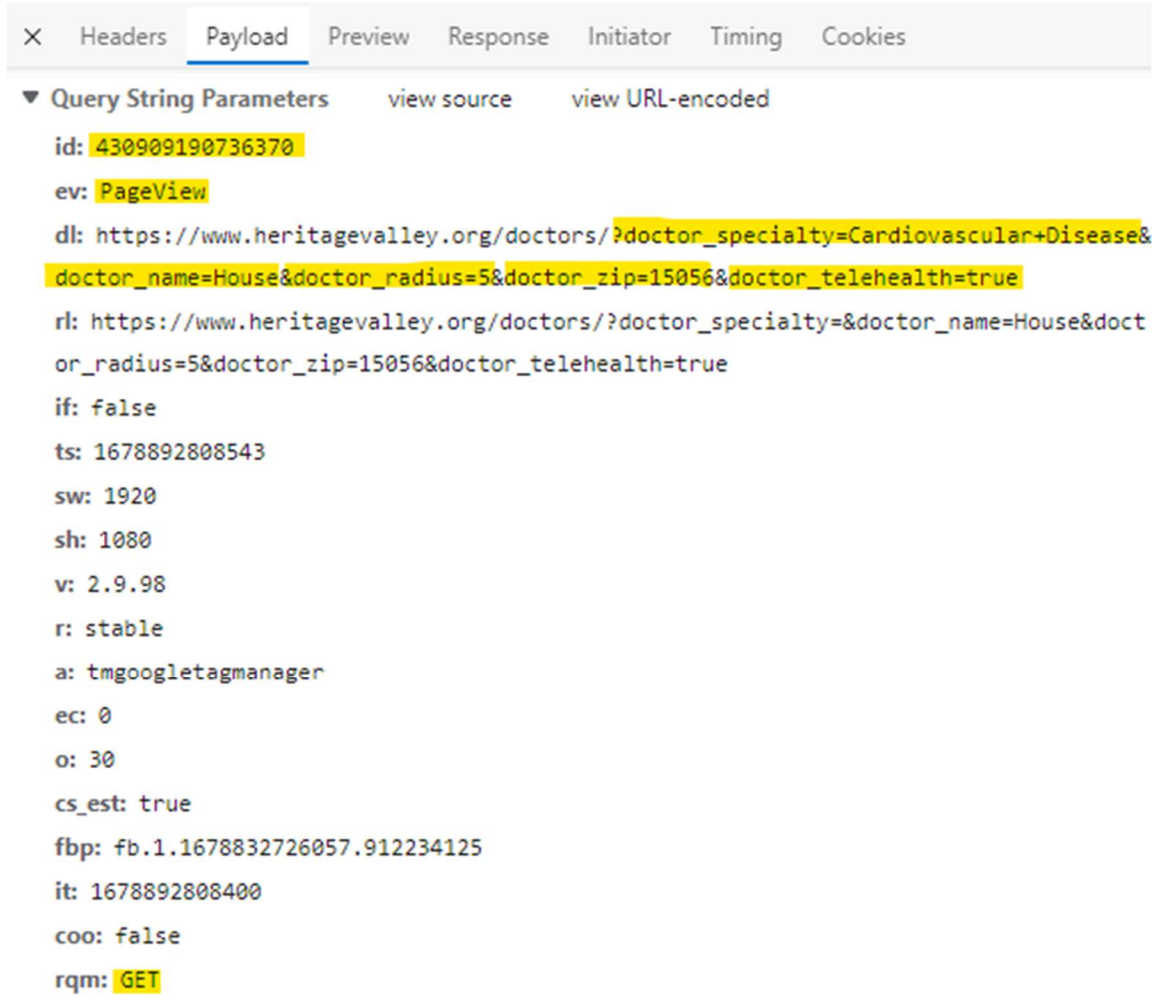 × Headers Payload Preview Response Initiator Timing Cookies
▼ Query String Parameters view source view URL-encoded
id: 430909190736370
ev: PageView
dl: https://www.heritagevalley.org/doctors/?doctor_specialty=Cardiovascular+Disease&
doctor_name=House&doctor_radius=5&doctor_zip=15056&doctor_telehealth=true
rl: https://www.heritagevalley.org/doctors/?doctor_specialty=&doctor_name=House&doct
or_radius=5&doctor_zip=15056&doctor_telehealth=true
if: false
ts: 1678892808543
sw: 1920
sh: 1080
v: 2.9.98
r: stable
a: tmgoogletagmanager
ec: 0
o: 30
cs_est: true
fbp: fb.1.1678832726057.912234125
it: 1678892808400
coo: false
rqm: GET